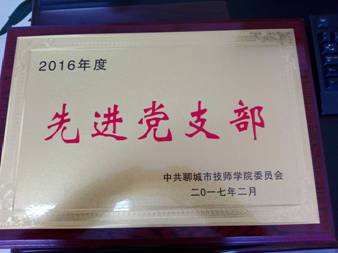 2016年度
先进党支部
中共聊城市技师学院委员会
二〇一七年二月